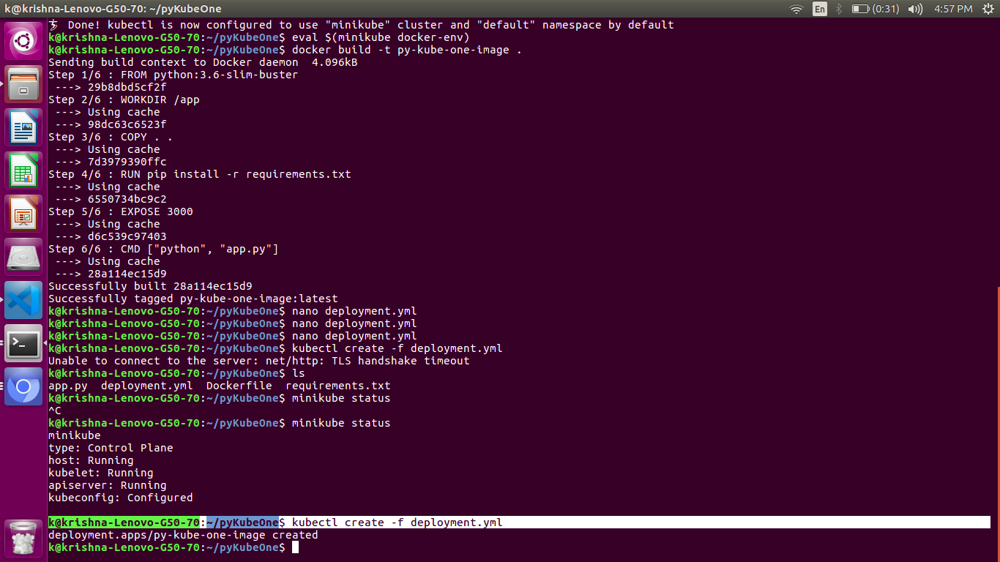 k@krishna-Lenovo-G50-70: ~/pyKubeOne
En
(0:31)
4:57 PM
Done! kubectl is now configured to use "minikube" cluster and "default" namespace by default
k@krishna-Lenovo-G50-70:~/pyKubeOne$ eval $(minikube docker-env)
k@krishna-Lenovo-G50-70:~/pyKubeOne$ docker build -t py-kube-one-image .
Sending build context to Docker daemon  4.096kB
Step 1/6 : FROM python:3.6-slim-buster
 ---> 29b8dbd5cf2f
Step 2/6 : WORKDIR /app
 ---> Using cache
 ---> 98dc63c6523f
Step 3/6 : COPY . .
 ---> Using cache
 ---> 7d3979390ffc
Step 4/6 : RUN pip install -r requirements.txt
 ---> Using cache
 ---> 6550734bc9c2
Step 5/6 : EXPOSE 3000
 ---> Using cache
 ---> d6c539c97403
Step 6/6 : CMD ["python", "app.py"]
 ---> Using cache
 ---> 28a114ec15d9
Successfully built 28a114ec15d9
Successfully tagged py-kube-one-image:latest
k@krishna-Lenovo-G50-70:~/pyKubeOne$ nano deployment.yml
k@krishna-Lenovo-G50-70:~/pyKubeOne$ nano deployment.yml
k@krishna-Lenovo-G50-70:~/pyKubeOne$ nano deployment.yml
k@krishna-Lenovo-G50-70:~/pyKubeOne$ kubectl create -f deployment.yml
Unable to connect to the server: net/http: TLS handshake timeout
k@krishna-Lenovo-G50-70:~/pyKubeOne$ ls
app.py  deployment.yml  Dockerfile  requirements.txt
k@krishna-Lenovo-G50-70:~/pyKubeOne$ minikube status
^C
k@krishna-Lenovo-G50-70:~/pyKubeOne$ minikube status
minikube
type: Control Plane
host: Running
kubelet: Running
apiserver: Running
kubeconfig: Configured
k@krishna-Lenovo-G50-70:~/pyKubeOne$ kubectl create -f deployment.yml
deployment.apps/py-kube-one-image created
k@krishna-Lenovo-G50-70:~/pyKubeOne$